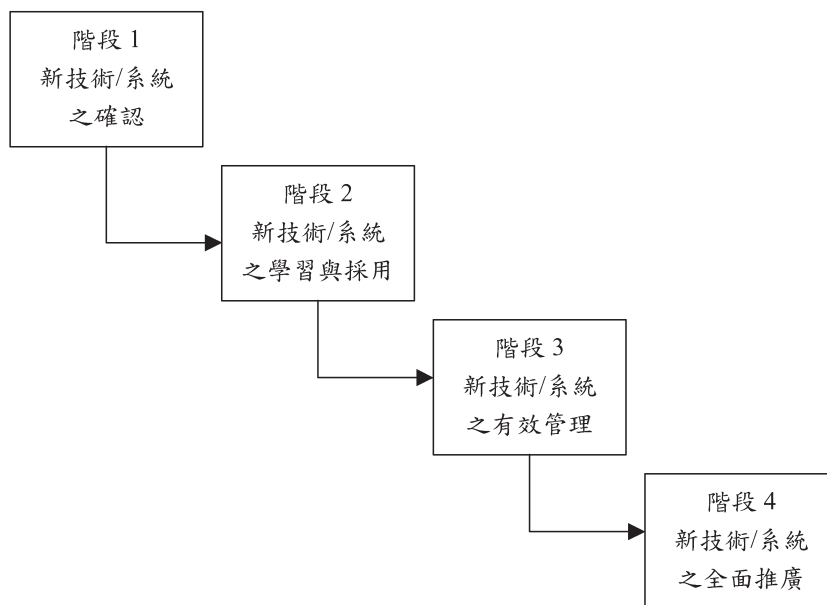 階段 1
新技術/系統
之確認
階段 2
新技術/系統
之學習與採用
階段 3
新技術/系統
之有效管理
階段 4
新技術/系統
之全面推廣